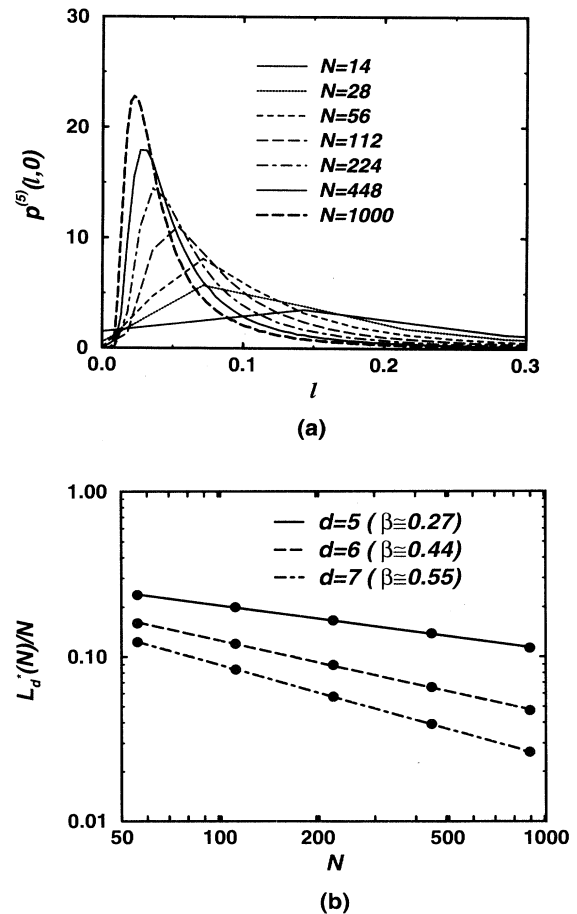 30
20
10
0
p⁽⁵⁾(l,0)
N=14
N=28
N=56
N=112
N=224
N=448
N=1000
0.0 0.1 0.2 0.3
l
(a)
1.00
0.10
0.01
L_d*(N)/N
d=5 ( β≅0.27)
d=6 ( β≅0.44)
d=7 ( β≅0.55)
50 100 200 500 1000
N
(b)